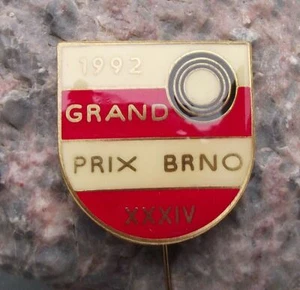 1992
GRAND
PRIX BRNO
XXXIV